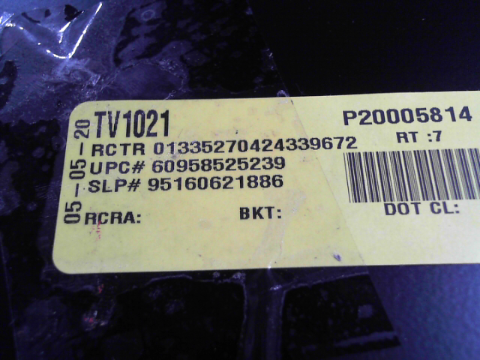 TV1021
P20005814
RCTR 01335270424339672
RT :7
UPC# 60958525239
SLP# 95160621886
RCRA:
BKT:
DOT CL:
05-05-20